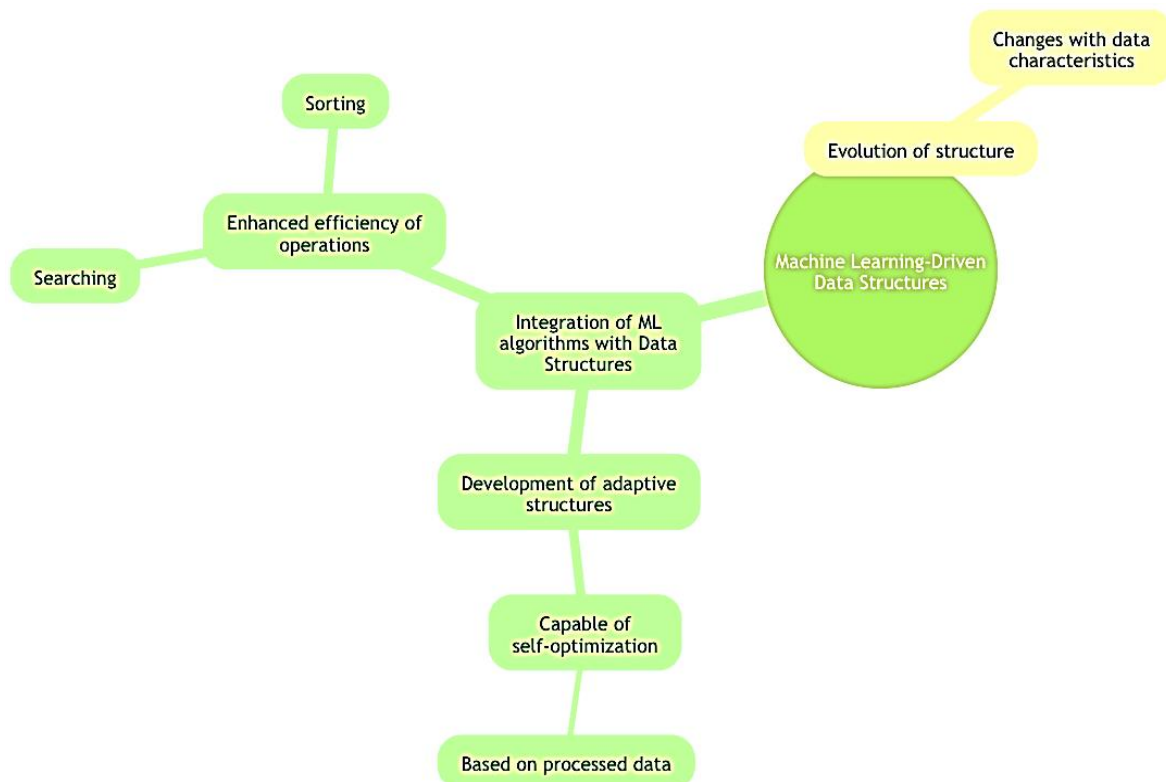 Changes with data
characteristics
Sorting
Evolution of structure
Enhanced efficiency of
operations
Searching
Machine Learning-Driven
Data Structures
Integration of ML
algorithms with Data
Structures
Development of adaptive
structures
Capable of
self-optimization
Based on processed data